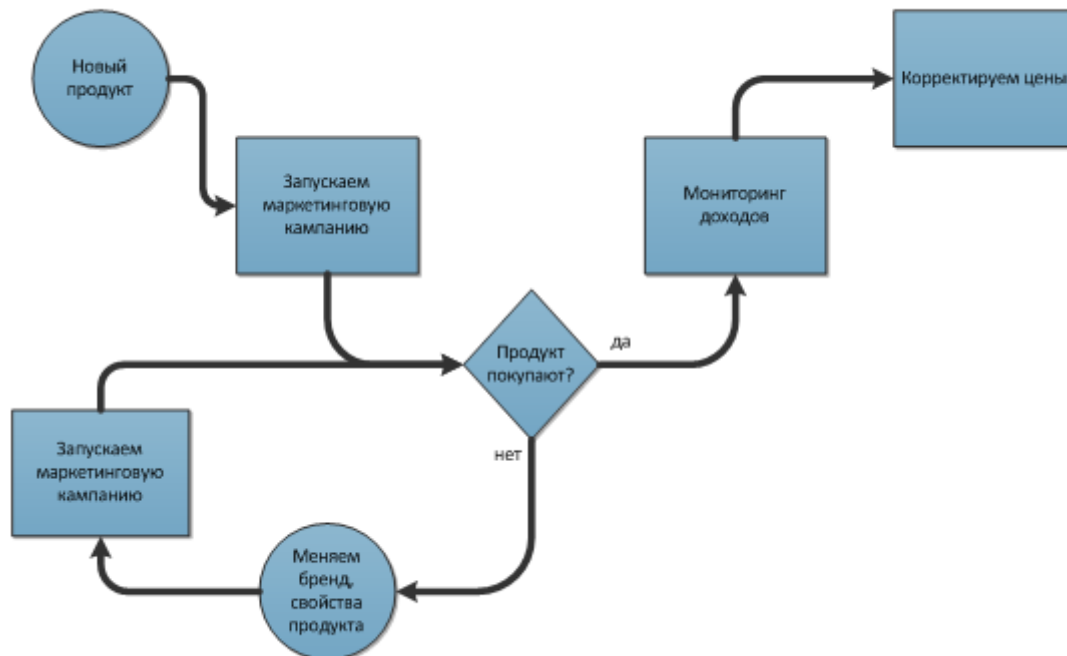 Новый
продукт
Запускаем
маркетинговую
кампанию
Мониторинг
доходов
Корректируем цены
Продукт
покупают?
да
нет
Запускаем
маркетинговую
кампанию
Меняем
бренд,
свойства
продукта